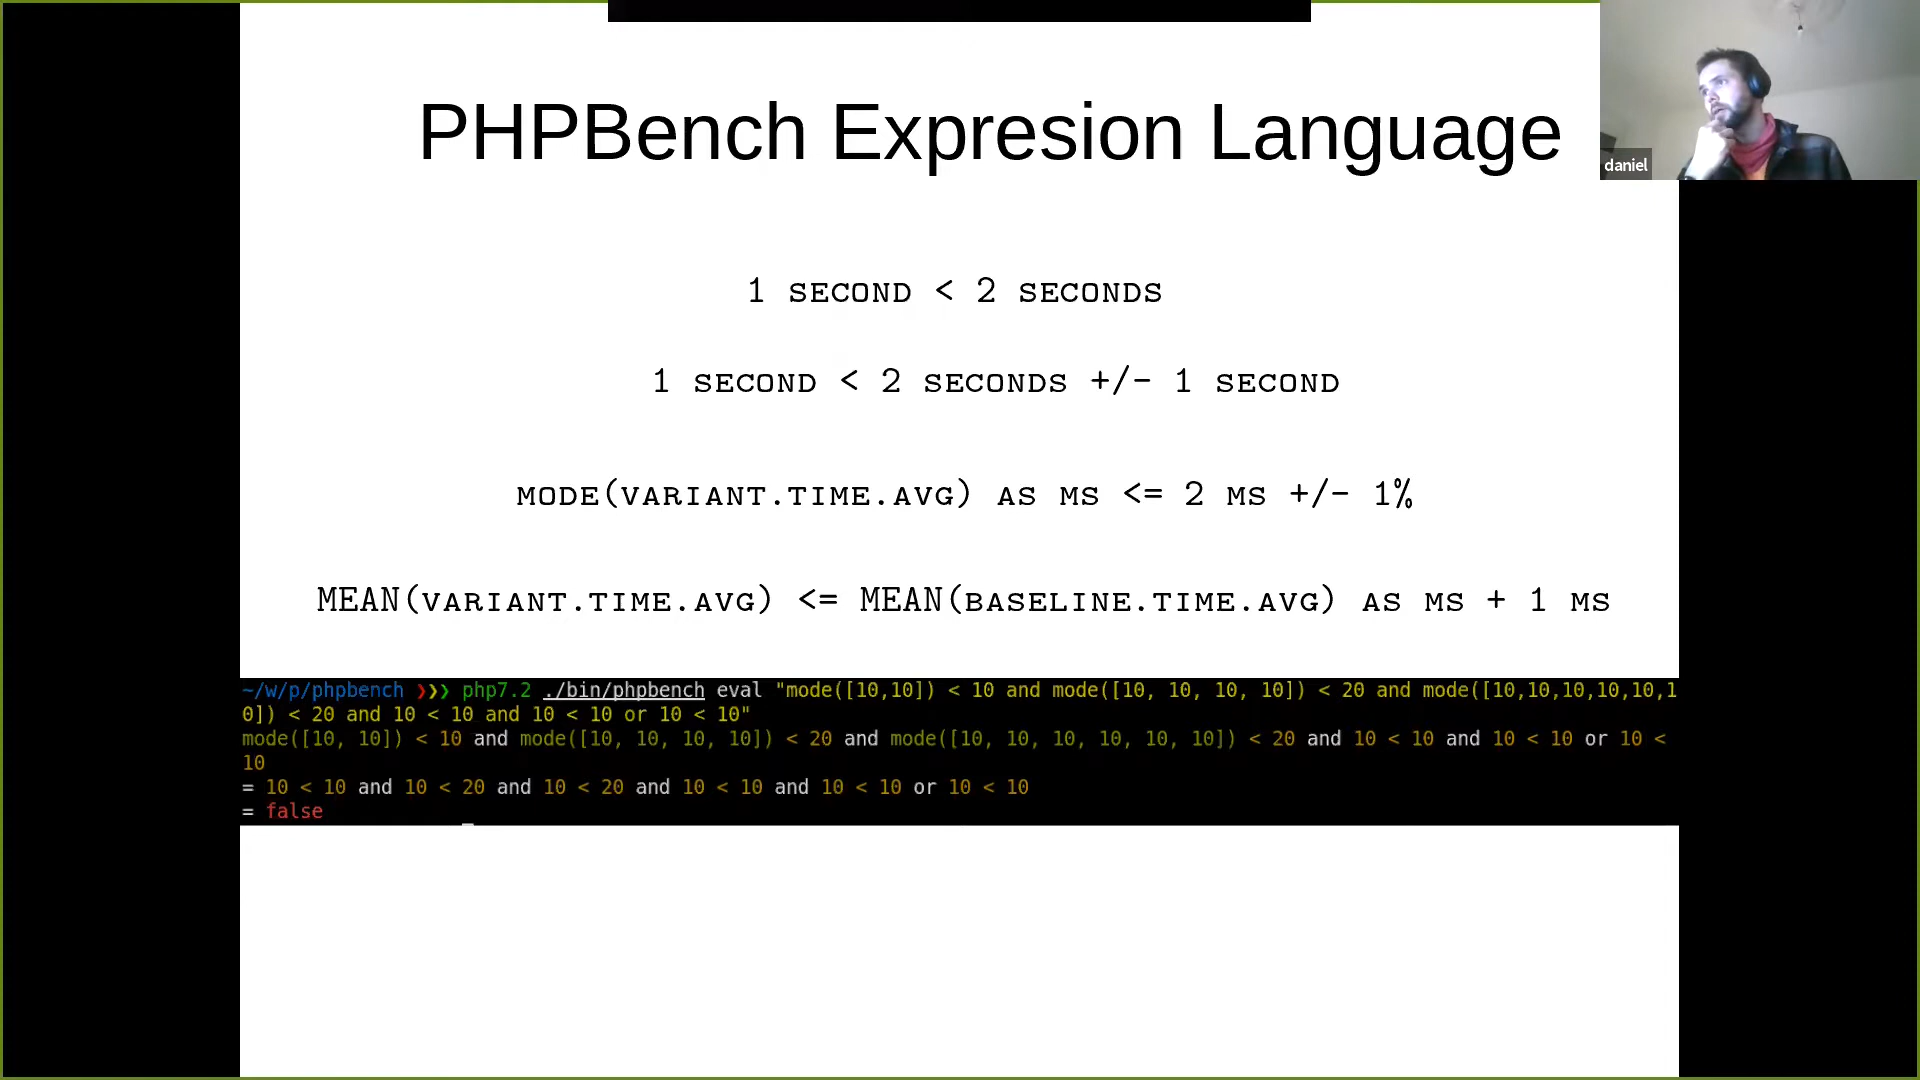 PHPBench Expresion Language
daniel
1 SECOND < 2 SECONDS
1 SECOND < 2 SECONDS +/- 1 SECOND
MODE(VARIANT.TIME.AVG) AS MS <= 2 MS +/- 1%
MEAN(VARIANT.TIME.AVG) <= MEAN(BASELINE.TIME.AVG) AS MS + 1 MS
~/w/p/phpbench ❯❯❯ php7.2 ./bin/phpbench eval "mode([10,10]) < 10 and mode([10, 10, 10, 10]) < 20 and mode([10,10,10,10,10,1
0]) < 20 and 10 < 10 and 10 < 10 or 10 < 10"
mode([10, 10]) < 10 and mode([10, 10, 10, 10]) < 20 and mode([10, 10, 10, 10, 10, 10]) < 20 and 10 < 10 and 10 < 10 or 10 <
10
= 10 < 10 and 10 < 20 and 10 < 20 and 10 < 10 and 10 < 10 or 10 < 10
= false